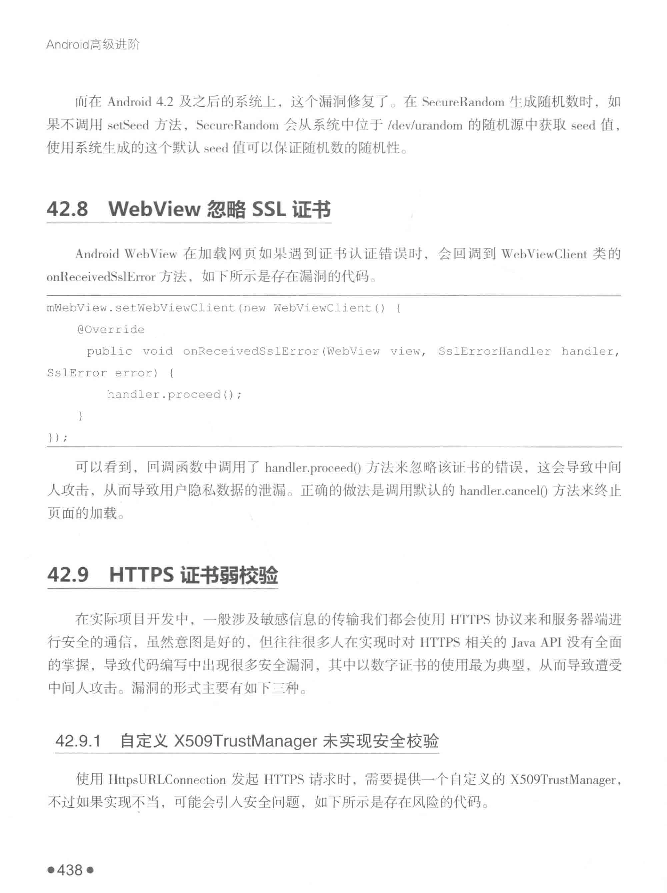 Android高级进阶
而在 Android 4.2 及之后的系统上，这个漏洞修复了。在 SecureRandom 生成随机数时，如
果不调用 setSeed 方法，SecureRandom 会从系统中位于 /dev/urandom 的随机源中获取 seed 值，
使用系统生成的这个默认 seed 值可以保证随机数的随机性。
42.8 WebView 忽略 SSL 证书
Android WebView 在加载网页如果遇到证书认证错误时，会回调到 WebViewClient 类的
onReceivedSslError 方法，如下所示是存在漏洞的代码。
mWebView.setWebViewClient(new WebViewClient() {
@Override
public void onReceivedSslError(WebView view, SslErrorHandler handler,
SslError error) {
handler.proceed();
}
});
可以看到，回调函数中调用了 handler.proceed() 方法来忽略该证书的错误，这会导致中间
人攻击，从而导致用户隐私数据的泄漏。正确的做法是调用默认的 handler.cancel() 方法来终止
页面的加载。
42.9 HTTPS 证书弱校验
在实际项目开发中，一般涉及敏感信息的传输我们都会使用 HTTPS 协议来和服务器端进
行安全的通信，虽然意图是好的，但往往很多人在实现时对 HTTPS 相关的 Java API 没有全面
的掌握，导致代码编写中出现很多安全漏洞，其中以数字证书的使用最为典型，从而导致遭受
中间人攻击。漏洞的形式主要有如下三种。
42.9.1 自定义 X509TrustManager 未实现安全校验
使用 HttpsURLConnection 发起 HTTPS 请求时，需要提供一个自定义的 X509TrustManager，
不过如果实现不当，可能会引入安全问题，如下所示是存在风险的代码。
●438●